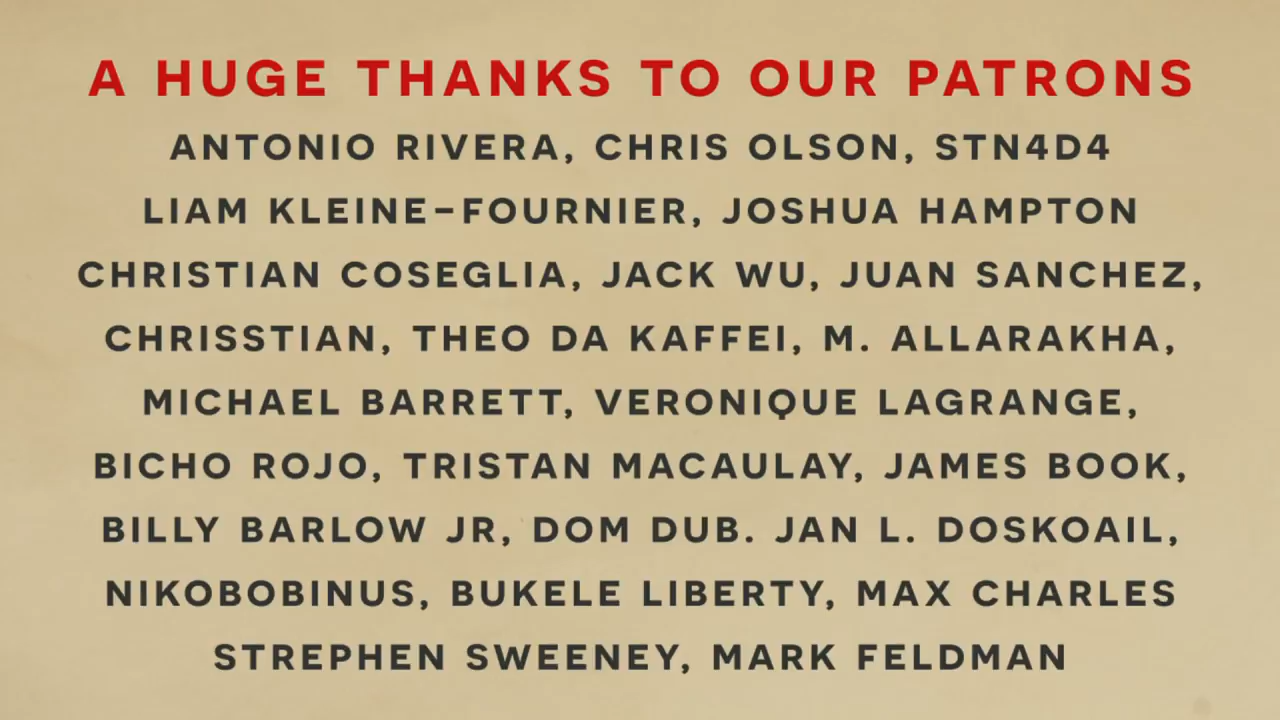 A HUGE THANKS TO OUR PATRONS
ANTONIO RIVERA, CHRIS OLSON, STN4D4
LIAM KLEINE-FOURNIER, JOSHUA HAMPTON
CHRISTIAN COSEGLIA, JACK WU, JUAN SANCHEZ,
CHRISSTIAN, THEO DA KAFFEI, M. ALLARAKHA,
MICHAEL BARRETT, VERONIQUE LAGRANGE,
BICHO ROJO, TRISTAN MACAULAY, JAMES BOOK,
BILLY BARLOW JR, DOM DUB. JAN L. DOSKOAIL,
NIKOBOBINUS, BUKELE LIBERTY, MAX CHARLES
STREPHEN SWEENEY, MARK FELDMAN